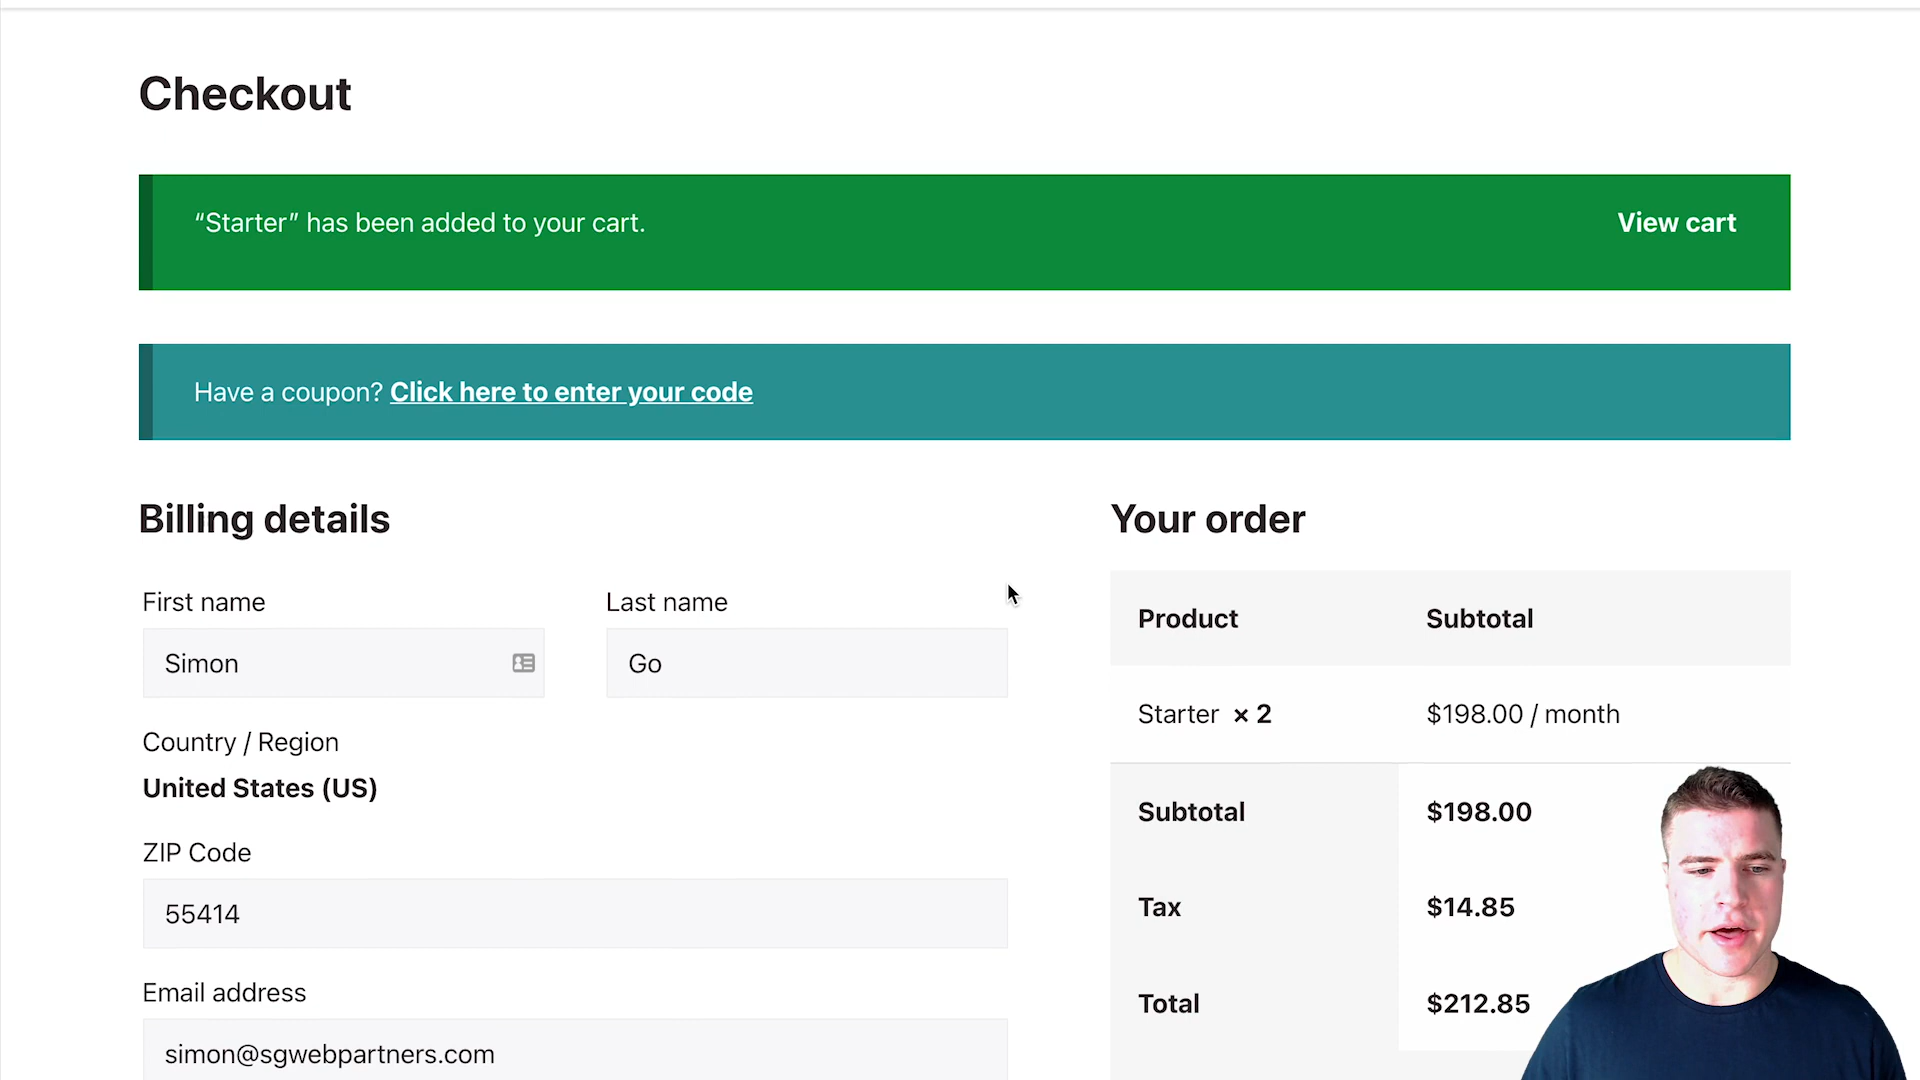 Checkout
“Starter” has been added to your cart.
View cart
Have a coupon? Click here to enter your code
Billing details
First name
Last name
Simon
Go
Country / Region
United States (US)
ZIP Code
55414
Email address
simon@sgwebpartners.com
Your order
Product Subtotal
Starter × 2 $198.00 / month
Subtotal $198.00
Tax $14.85
Total $212.85